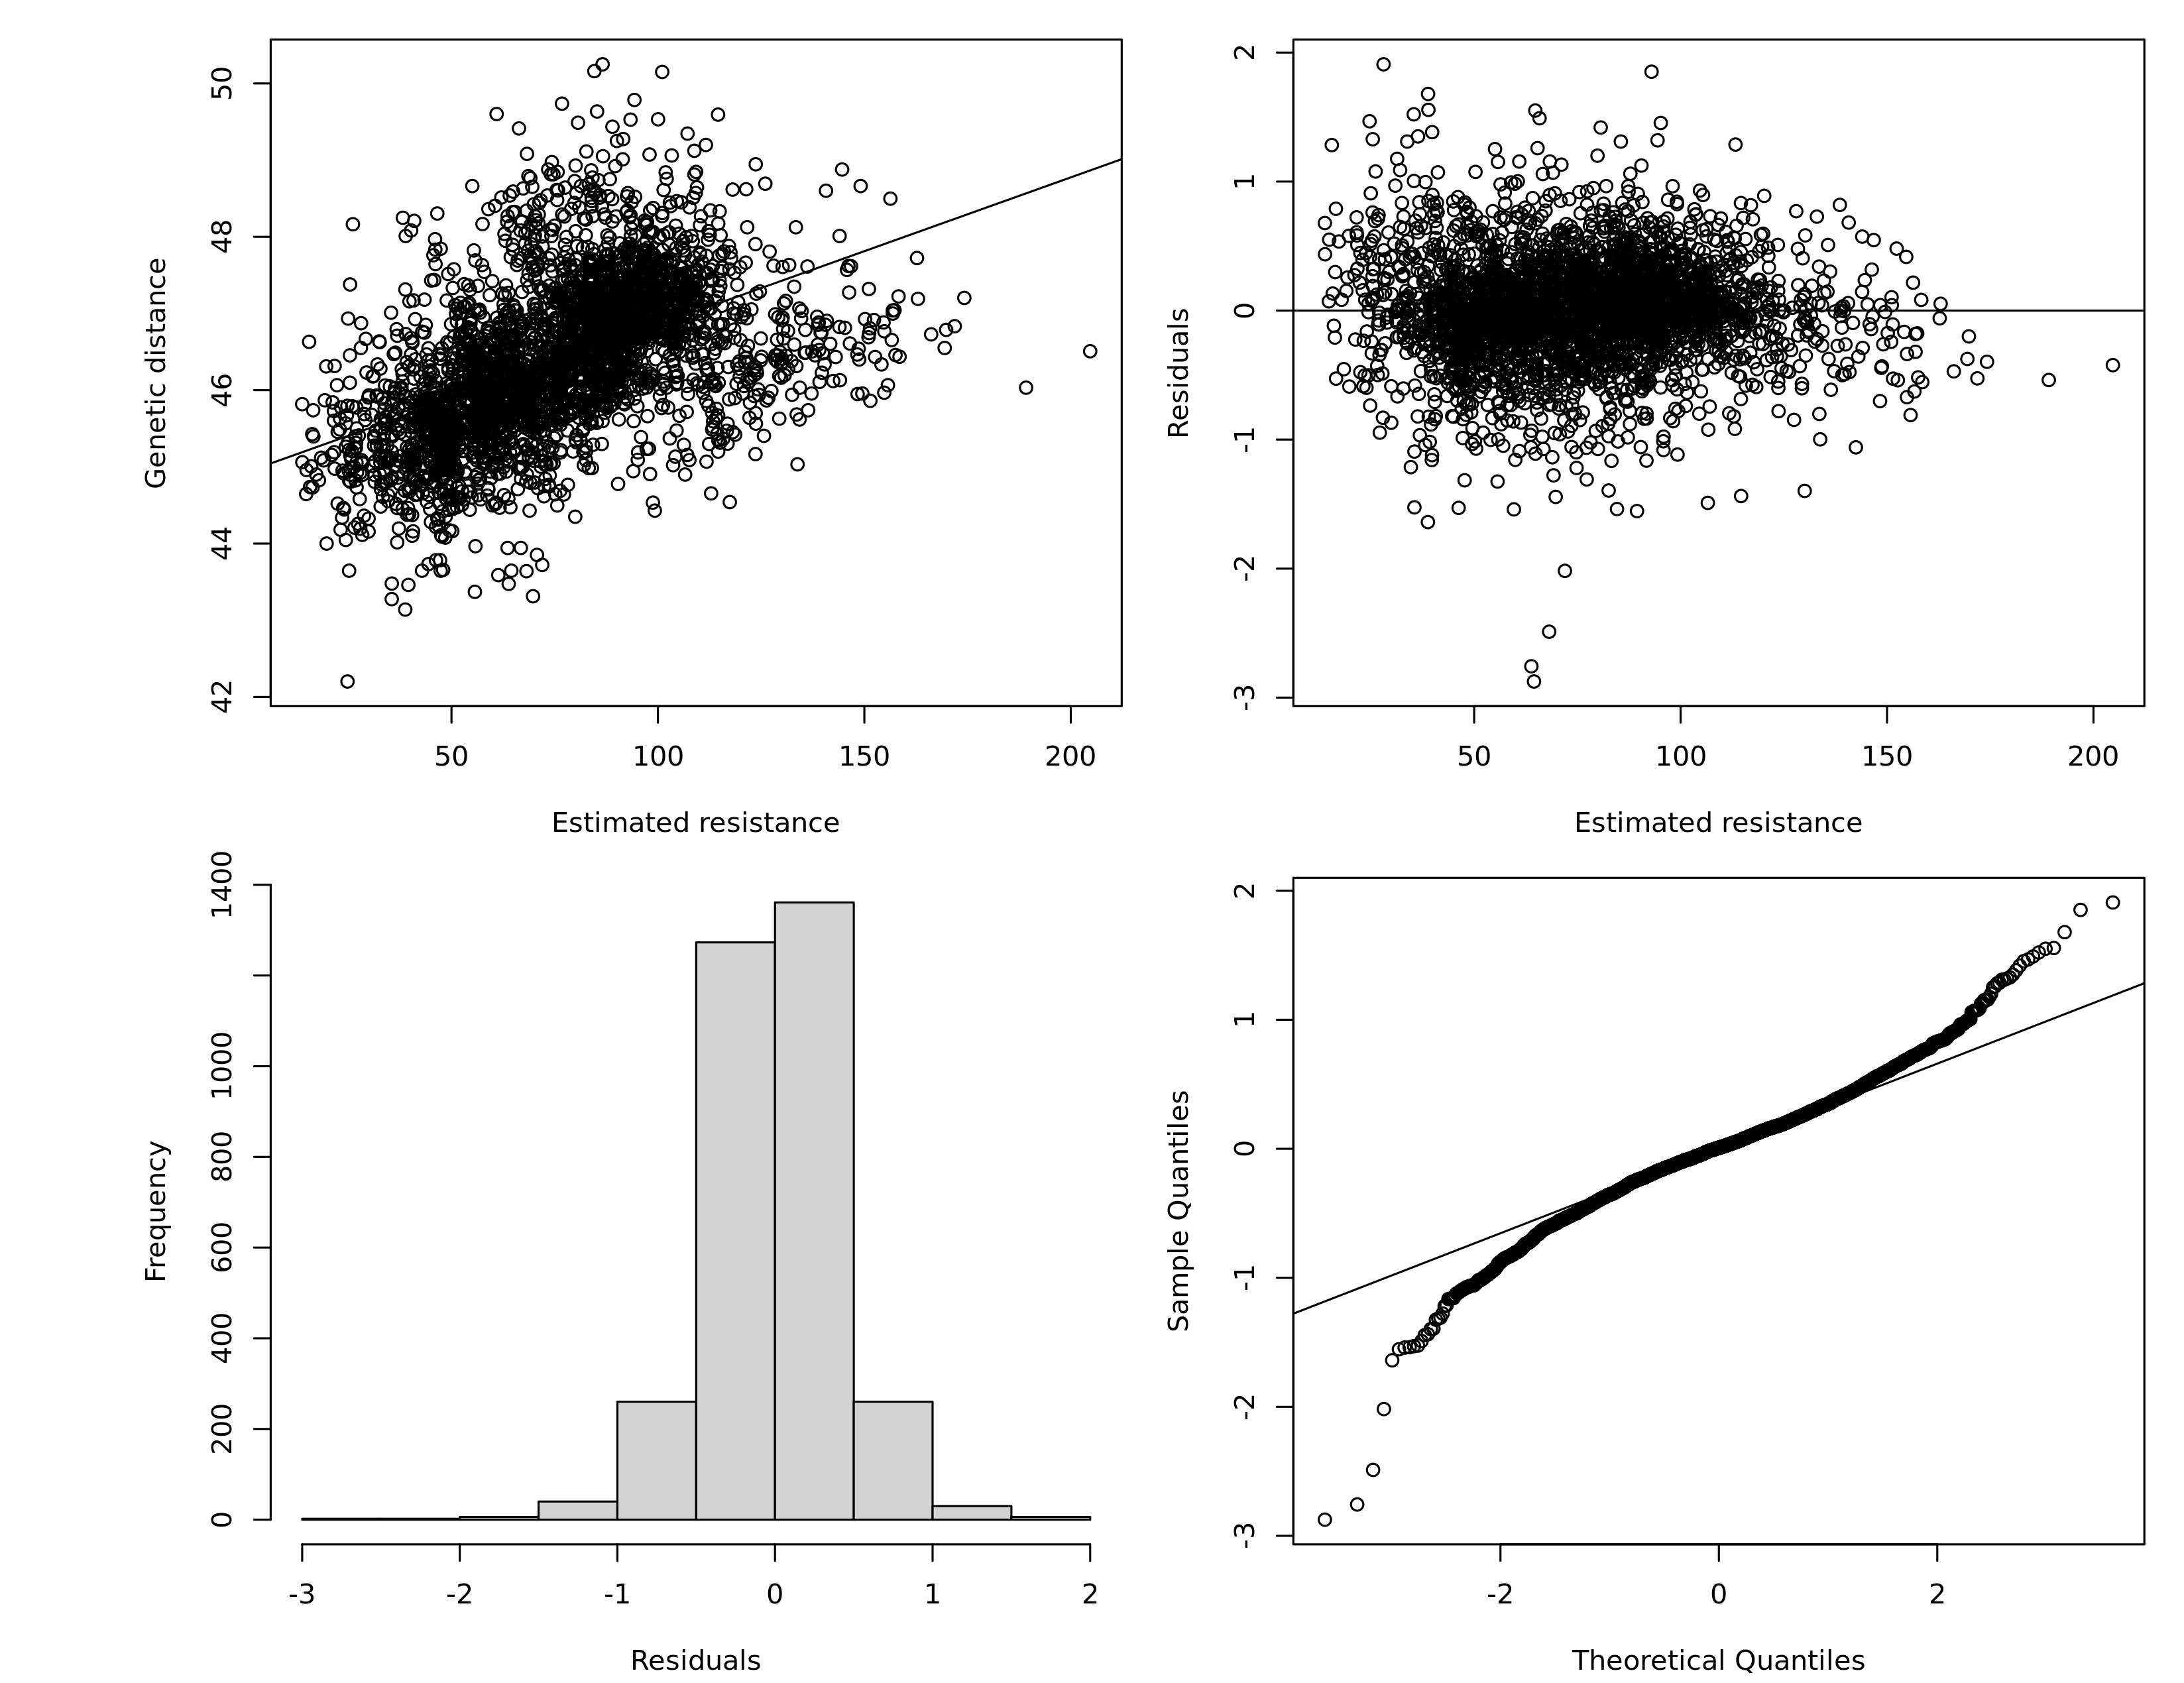 Genetic distance
50
48
46
44
42
50 100 150 200
Estimated resistance
Residuals
2
1
0
-1
-2
-3
50 100 150 200
Estimated resistance
Frequency
1400
1000
800
600
400
200
0
-3 -2 -1 0 1 2
Residuals
Sample Quantiles
2
1
0
-1
-2
-3
-2 0 2
Theoretical Quantiles